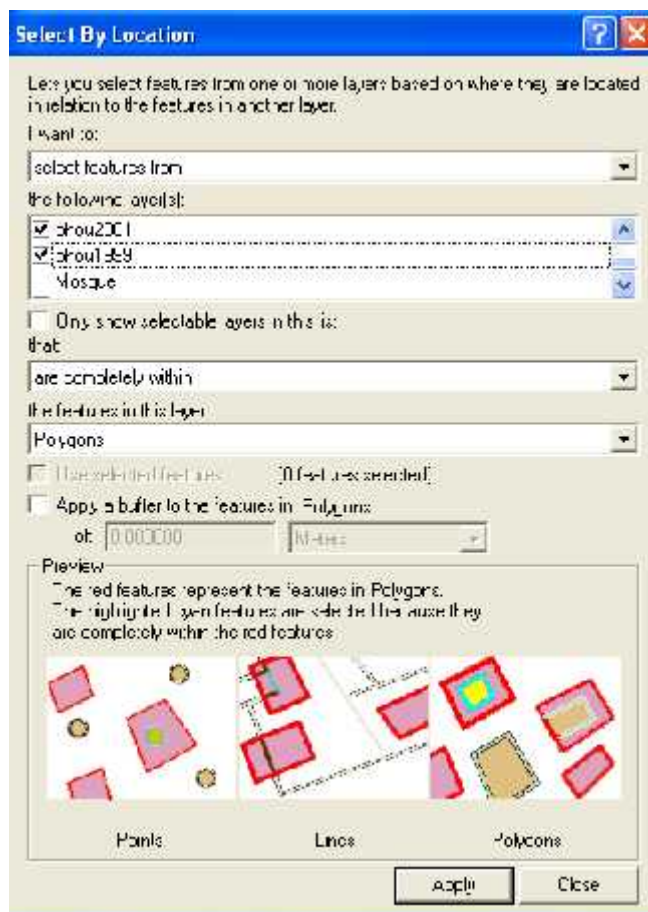 Select By Location
Lets you select features from one or more layers based on where they are located
in relation to the features in another layer.
I want to:
select features from
the following layer(s):
Mosque
Only show selectable layers in this list
that:
are completely within
the features in this layer:
Polygons
Use selected features (0 features selected)
Apply a buffer to the features in Polygons
of: 0.000000 Meters
Preview
The red features represent the features in Polygons.
The highlighted cyan features are selected because they
are completely within the red features
Points Lines Polygons
Apply Close